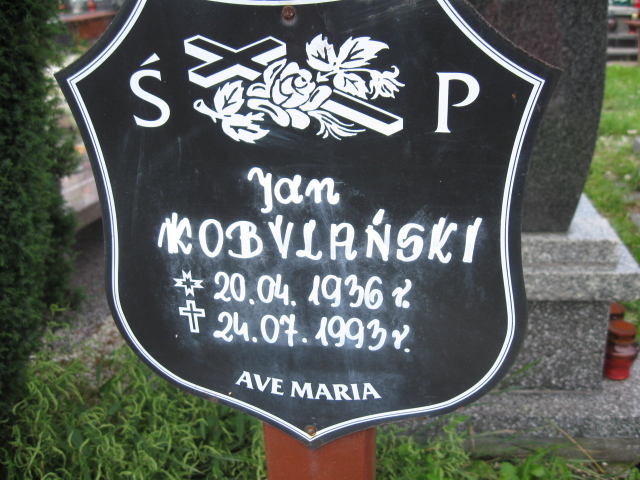 Ś P
Jan
KOBYLAŃSKI
20.04.1936 r.
24.07.1993 r.
AVE MARIA